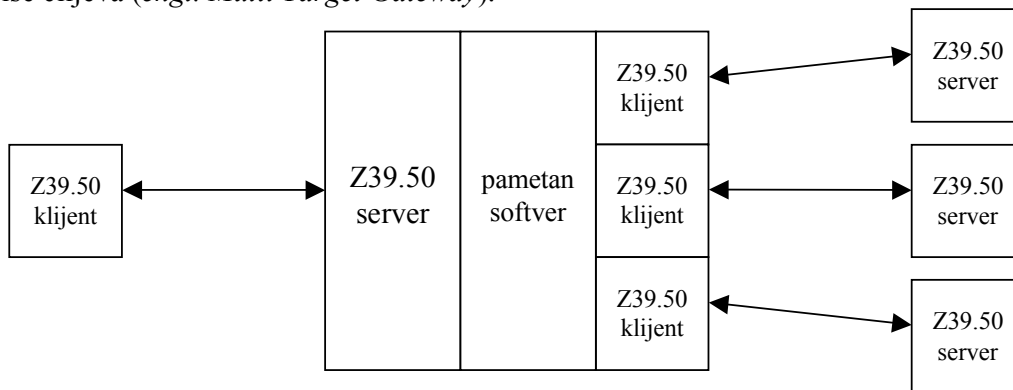 ciljeva (engl. Multi Target Gateway).
Z39.50
klijent
Z39.50
server
pametan
softver
Z39.50
klijent
Z39.50
klijent
Z39.50
klijent
Z39.50
server
Z39.50
server
Z39.50
server